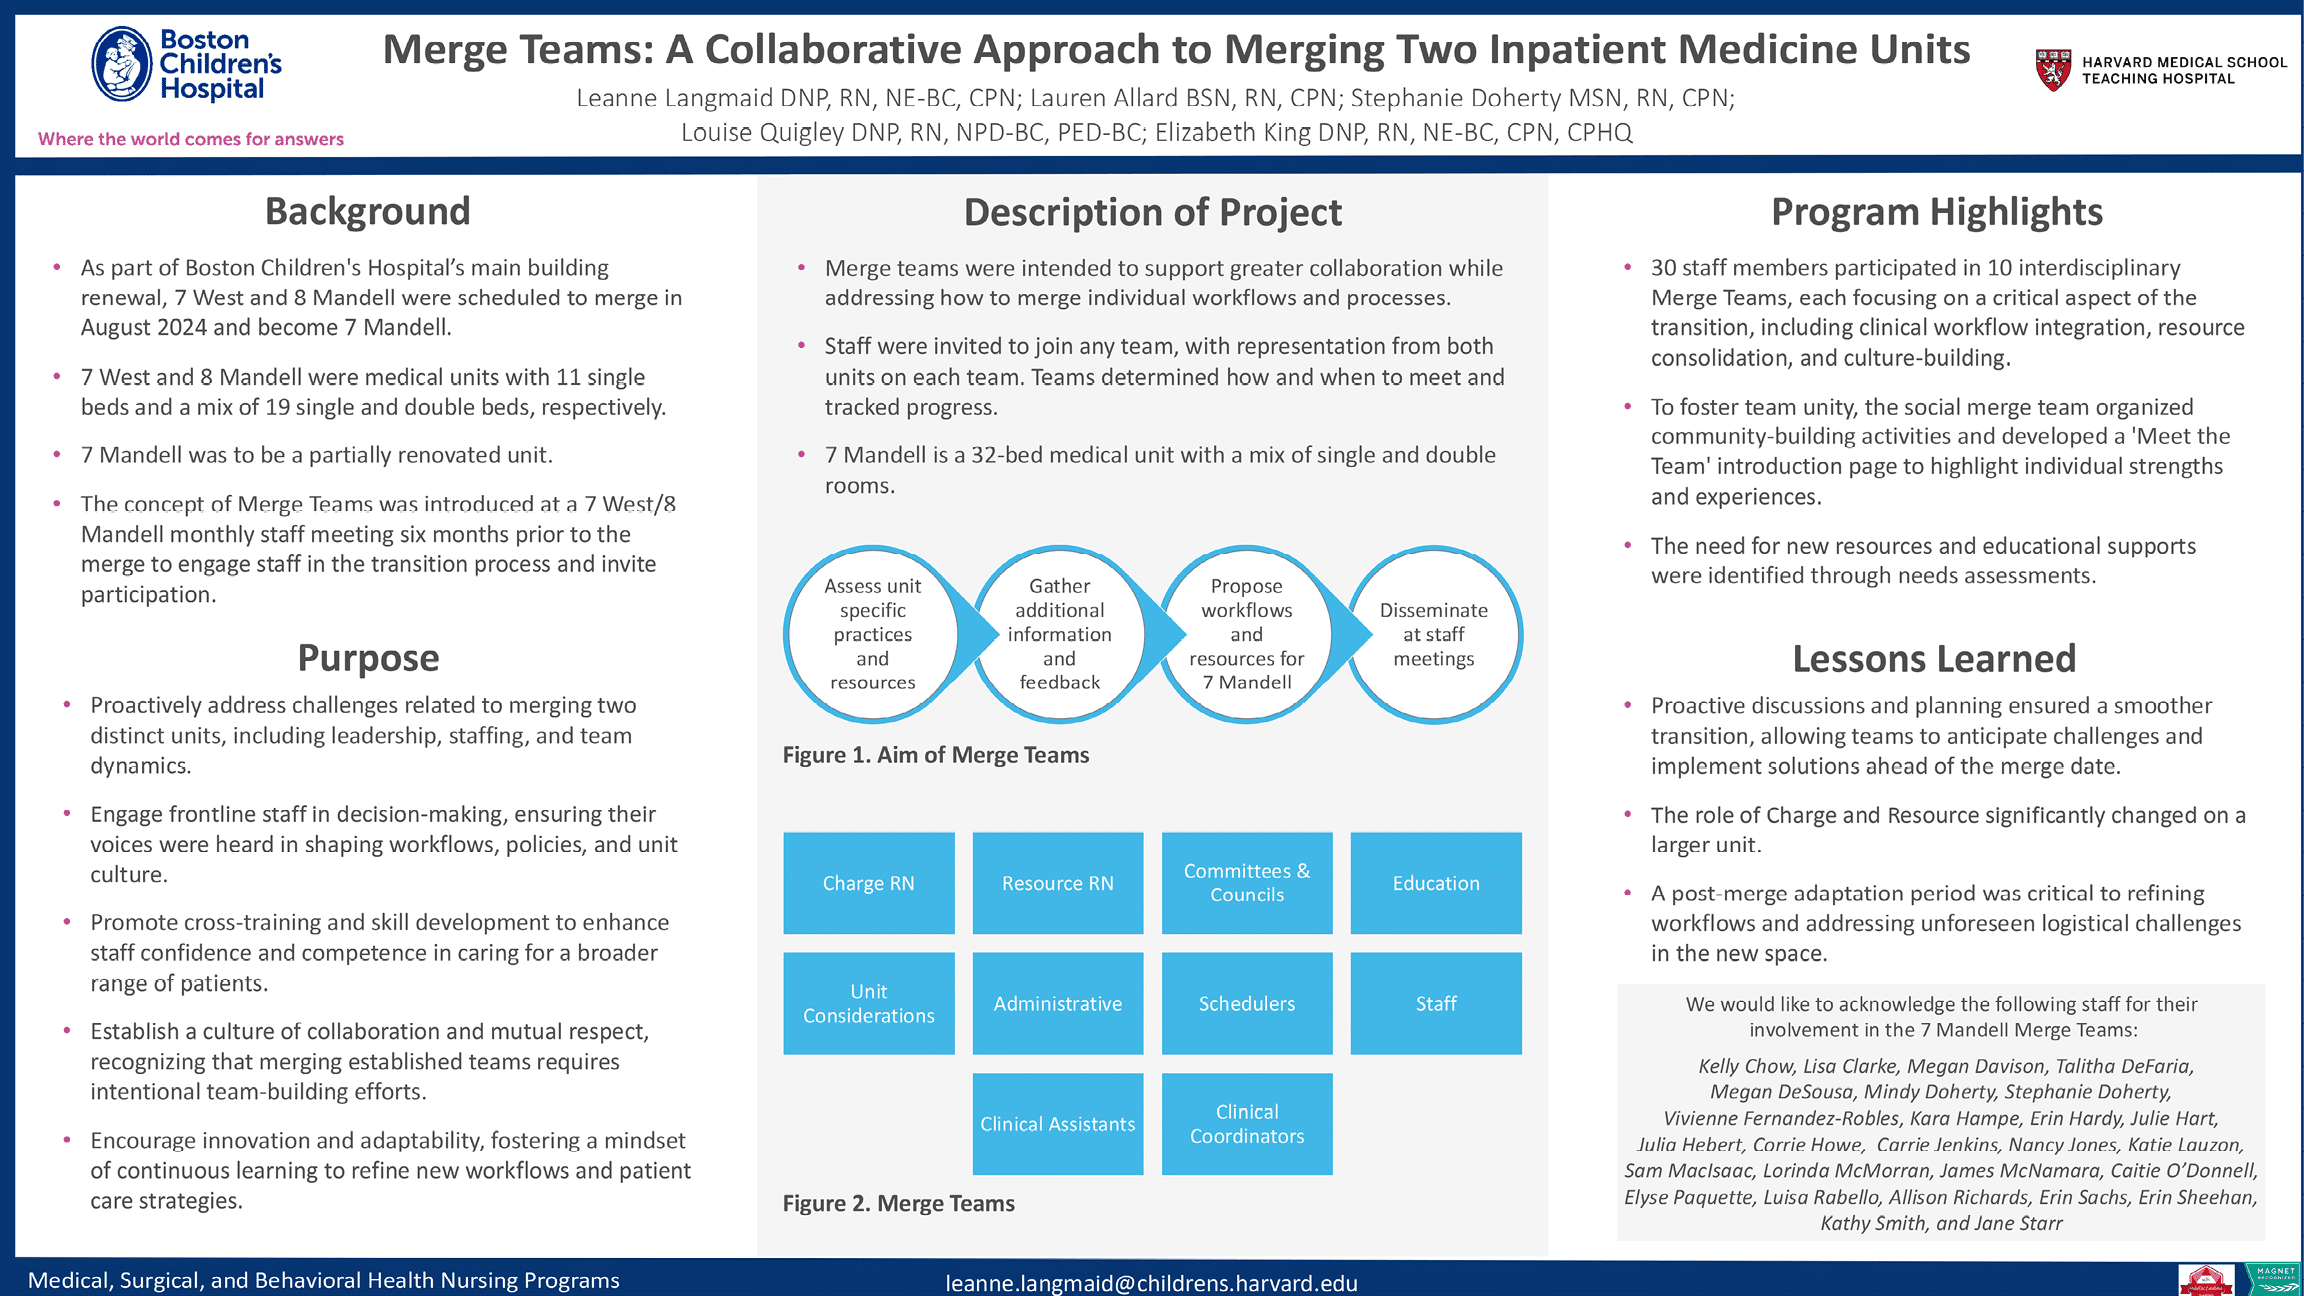 Boston
Children's
Hospital
Where the world comes for answers
Merge Teams: A Collaborative Approach to Merging Two Inpatient Medicine Units
Leanne Langmaid DNP, RN, NE-BC, CPN; Lauren Allard BSN, RN, CPN; Stephanie Doherty MSN, RN, CPN;
Louise Quigley DNP, RN, NPD-BC, PED-BC; Elizabeth King DNP, RN, NE-BC, CPN, CPHQ
HARVARD MEDICAL SCHOOL
TEACHING HOSPITAL
Background
• As part of Boston Children's Hospital’s main building
renewal, 7 West and 8 Mandell were scheduled to merge in
August 2024 and become 7 Mandell.
• 7 West and 8 Mandell were medical units with 11 single
beds and a mix of 19 single and double beds, respectively.
• 7 Mandell was to be a partially renovated unit.
• The concept of Merge Teams was introduced at a 7 West/8
Mandell monthly staff meeting six months prior to the
merge to engage staff in the transition process and invite
participation.
Purpose
• Proactively address challenges related to merging two
distinct units, including leadership, staffing, and team
dynamics.
• Engage frontline staff in decision-making, ensuring their
voices were heard in shaping workflows, policies, and unit
culture.
• Promote cross-training and skill development to enhance
staff confidence and competence in caring for a broader
range of patients.
• Establish a culture of collaboration and mutual respect,
recognizing that merging established teams requires
intentional team-building efforts.
• Encourage innovation and adaptability, fostering a mindset
of continuous learning to refine new workflows and patient
care strategies.
Description of Project
• Merge teams were intended to support greater collaboration while
addressing how to merge individual workflows and processes.
• Staff were invited to join any team, with representation from both
units on each team. Teams determined how and when to meet and
tracked progress.
• 7 Mandell is a 32-bed medical unit with a mix of single and double
rooms.
Assess unit
specific
practices
and
resources
Gather
additional
information
and
feedback
Propose
workflows
and
resources for
7 Mandell
Disseminate
at staff
meetings
Figure 1. Aim of Merge Teams
Charge RN
Resource RN
Committees &
Councils
Education
Unit
Considerations
Administrative
Schedulers
Staff
Clinical Assistants
Clinical
Coordinators
Figure 2. Merge Teams
Program Highlights
• 30 staff members participated in 10 interdisciplinary
Merge Teams, each focusing on a critical aspect of the
transition, including clinical workflow integration, resource
consolidation, and culture-building.
• To foster team unity, the social merge team organized
community-building activities and developed a 'Meet the
Team' introduction page to highlight individual strengths
and experiences.
• The need for new resources and educational supports
were identified through needs assessments.
Lessons Learned
• Proactive discussions and planning ensured a smoother
transition, allowing teams to anticipate challenges and
implement solutions ahead of the merge date.
• The role of Charge and Resource significantly changed on a
larger unit.
• A post-merge adaptation period was critical to refining
workflows and addressing unforeseen logistical challenges
in the new space.
We would like to acknowledge the following staff for their
involvement in the 7 Mandell Merge Teams:
Kelly Chow, Lisa Clarke, Megan Davison, Talitha DeFaria,
Megan DeSousa, Mindy Doherty, Stephanie Doherty,
Vivienne Fernandez-Robles, Kara Hampe, Erin Hardy, Julie Hart,
Julia Hebert, Corrie Howe, Carrie Jenkins, Nancy Jones, Katie Lauzon,
Sam MacIsaac, Lorinda McMorran, James McNamara, Caitie O’Donnell,
Elyse Paquette, Luisa Rabello, Allison Richards, Erin Sachs, Erin Sheehan,
Kathy Smith, and Jane Starr
Medical, Surgical, and Behavioral Health Nursing Programs
leanne.langmaid@childrens.harvard.edu
MAGNET
RECOGNIZED